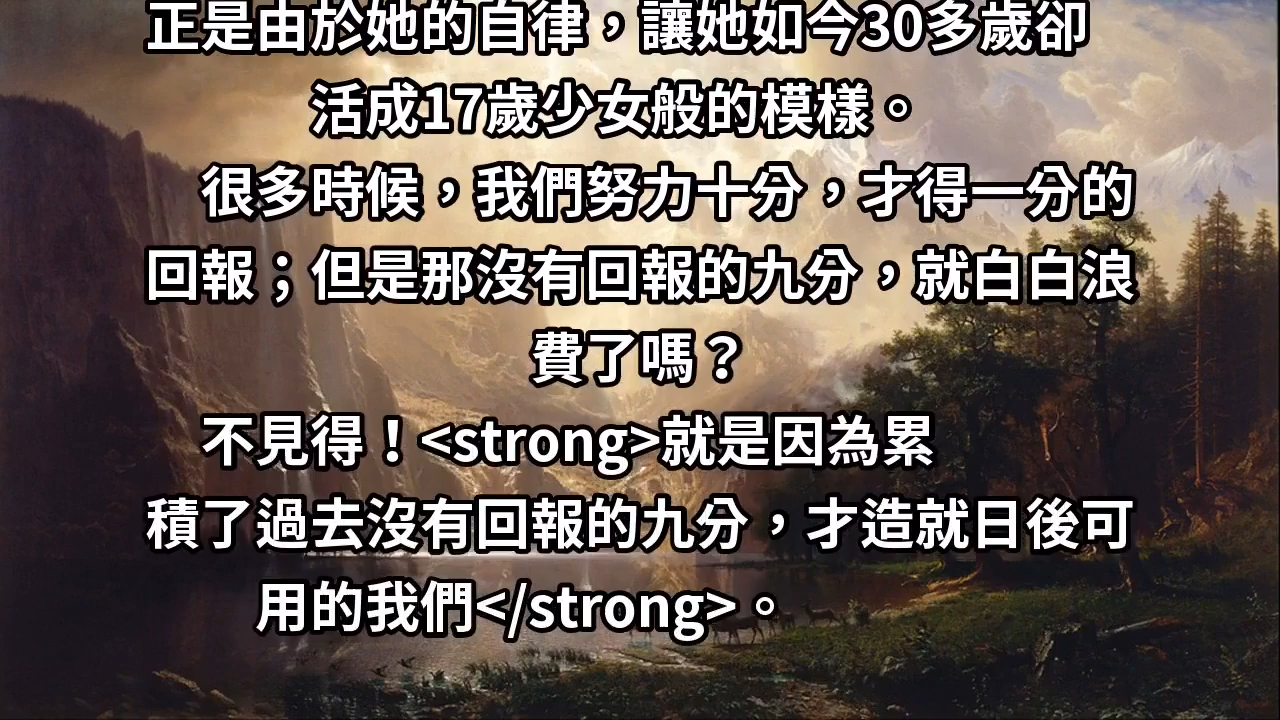 正是由於她的自律，讓她如今30多歲卻
活成17歲少女般的模樣。
很多時候，我們努力十分，才得一分的
回報；但是那沒有回報的九分，就白白浪
費了嗎？
不見得！<strong>就是因為累
積了過去沒有回報的九分，才造就日後可
用的我們</strong>。